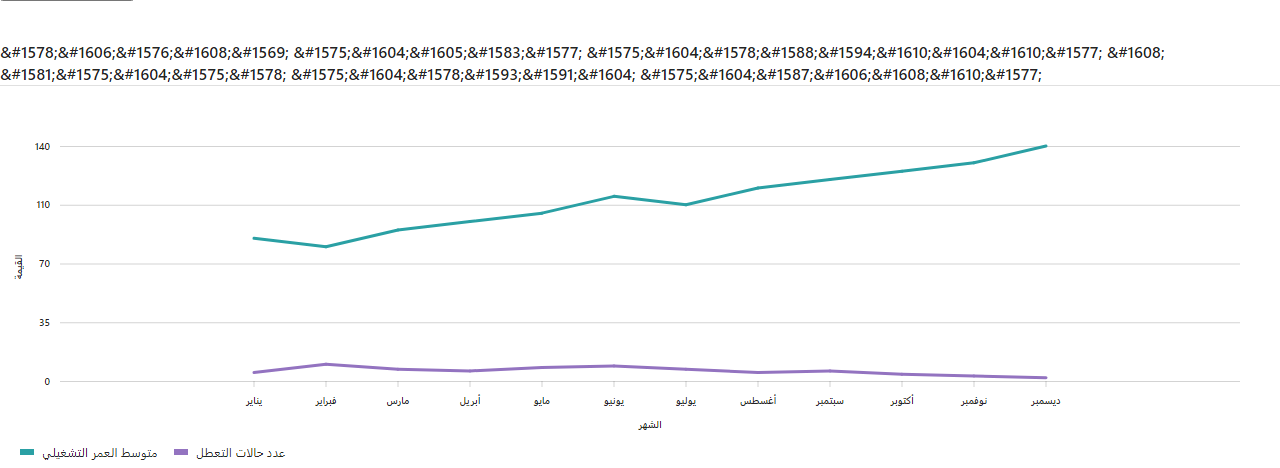 &#1578;&#1606;&#1576;&#1608;&#1569; &#1575;&#1604;&#1605;&#1583;&#1577; &#1575;&#1604;&#1578;&#1588;&#1594;&#1610;&#1604;&#1610;&#1577; &#1608;
&#1581;&#1575;&#1604;&#1575;&#1578; &#1575;&#1604;&#1578;&#1593;&#1591;&#1604; &#1575;&#1604;&#1587;&#1606;&#1608;&#1610;&#1577;
140
110
70
35
0
القيمة
يناير فبراير مارس أبريل مايو يونيو يوليو أغسطس سبتمبر أكتوبر نوفمبر ديسمبر
الشهر
متوسط العمر التشغيلي عدد حالات التعطل